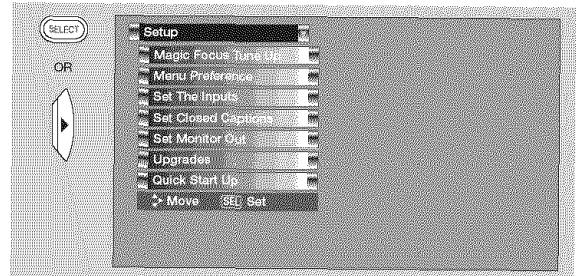 SELECT
OR
Setup
Magic Focus Tune Up
Menu Preference
Set The Inputs
Set Closed Captions
Set Monitor Out
Upgrades
Quick Start Up
Move SEL Set